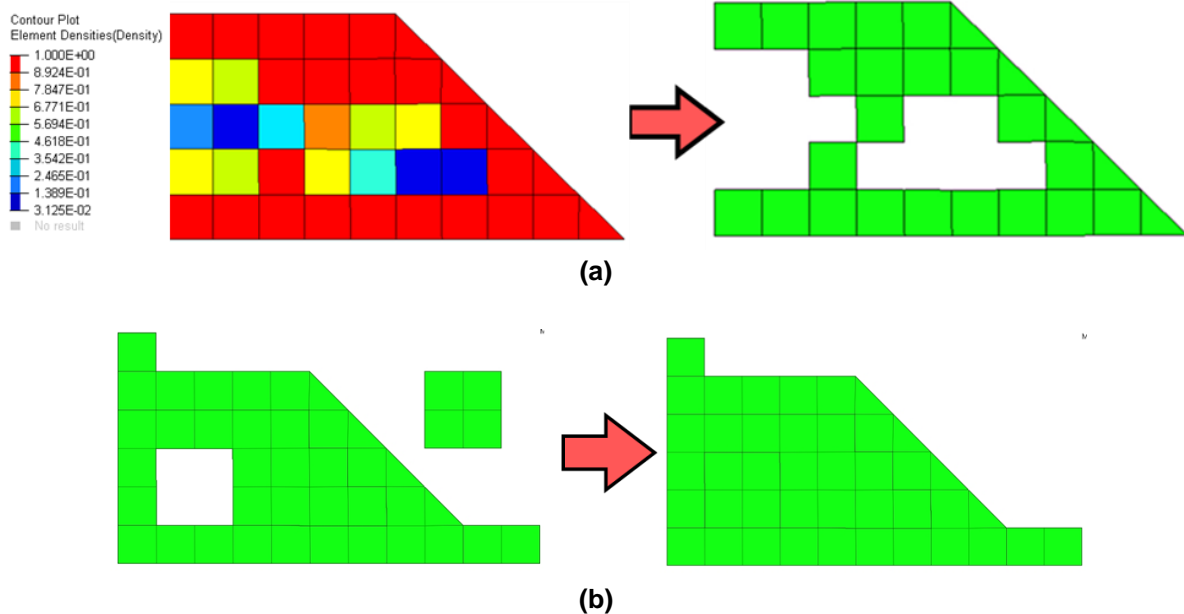 Contour Plot
Element Densities(Density)
1.000E+00
8.924E-01
7.847E-01
6.771E-01
5.694E-01
4.618E-01
3.542E-01
2.465E-01
1.389E-01
3.125E-02
No result
(a)
(b)